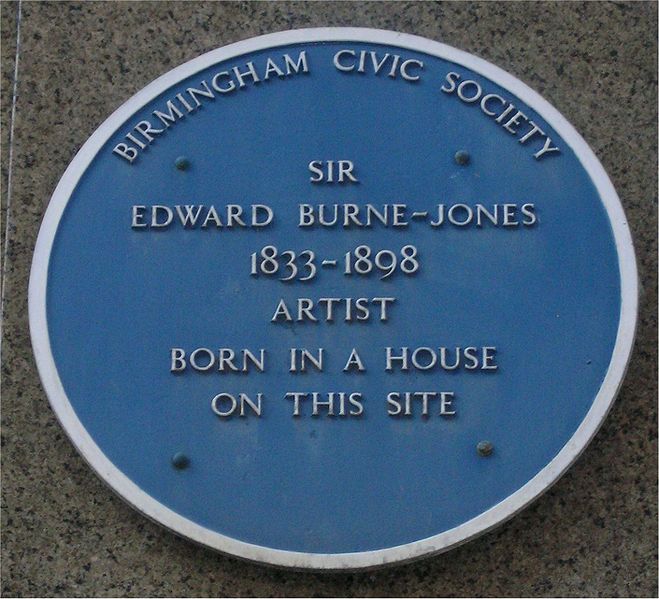 BIRMINGHAM CIVIC SOCIETY
SIR
EDWARD BURNE-JONES
1833-1898
ARTIST
BORN IN A HOUSE
ON THIS SITE